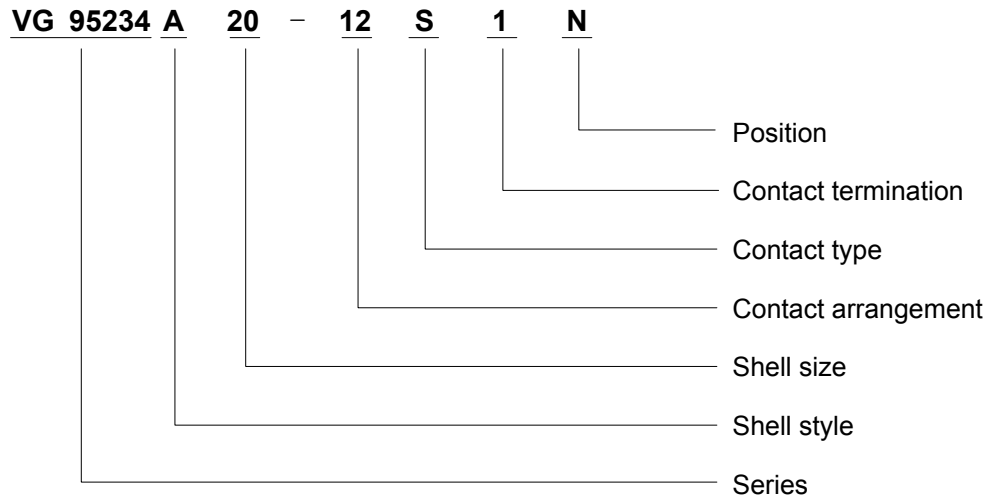 VG 95234 A 20 – 12 S 1 N
Position
Contact termination
Contact type
Contact arrangement
Shell size
Shell style
Series